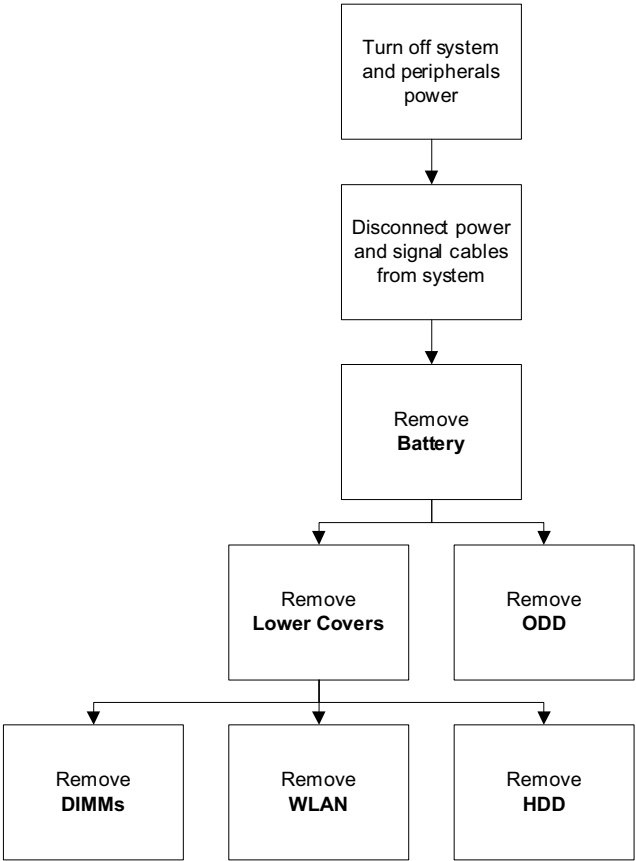 Turn off system
and peripherals
power
Disconnect power
and signal cables
from system
Remove
Battery
Remove
Lower Covers
Remove
ODD
Remove
DIMMs
Remove
WLAN
Remove
HDD